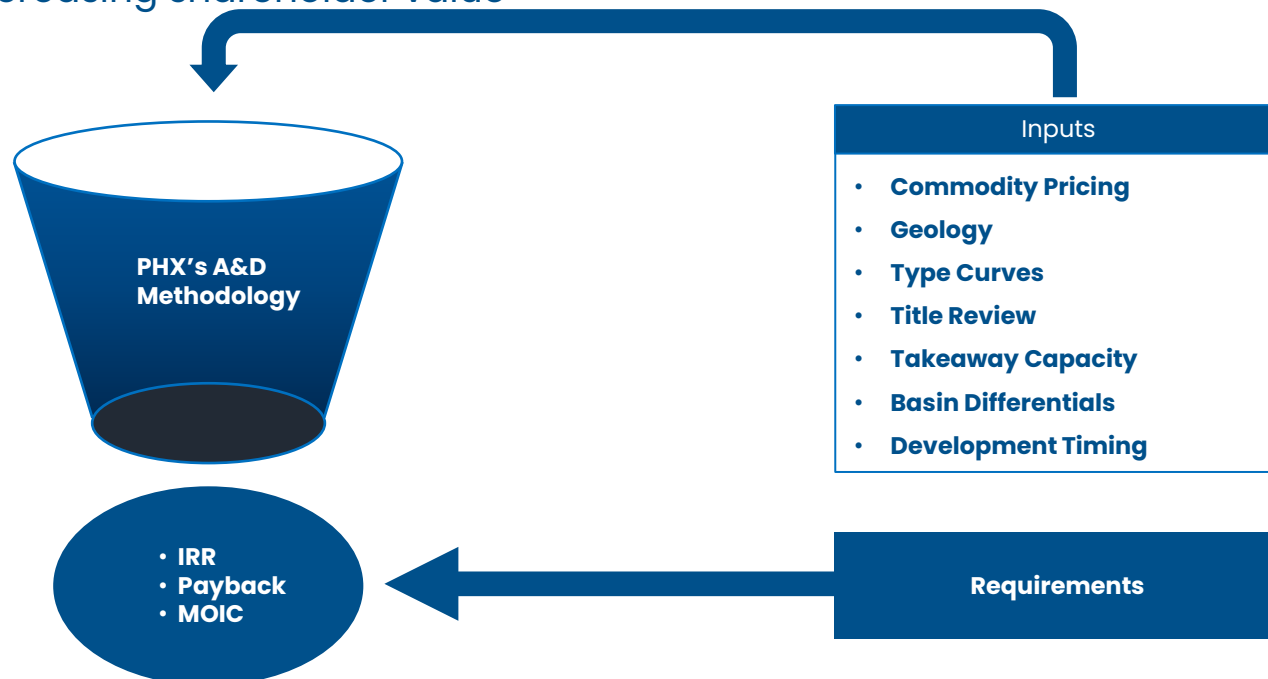 Inputs
• Commodity Pricing
• Geology
• Type Curves
• Title Review
• Takeaway Capacity
• Basin Differentials
• Development Timing
PHX's A&D
Methodology
• IRR
• Payback
• MOIC
Requirements